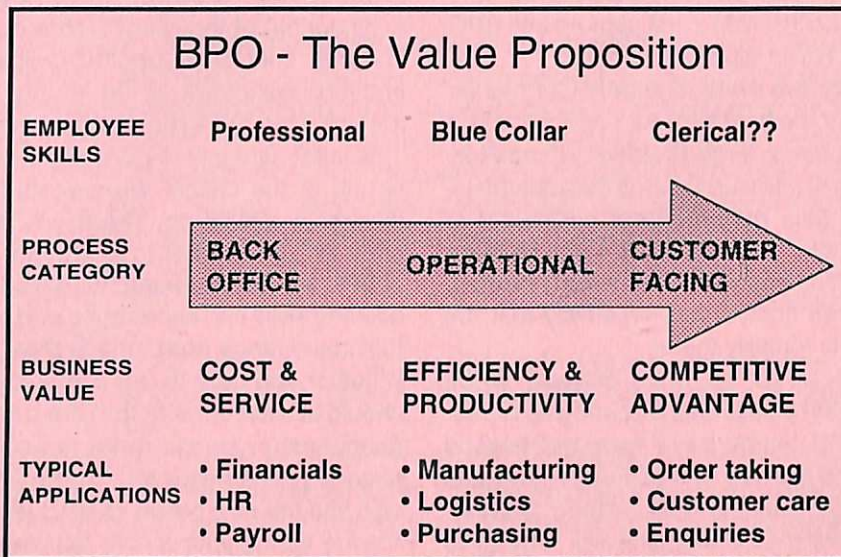 BPO - The Value Proposition
EMPLOYEE SKILLS Professional Blue Collar Clerical??
PROCESS CATEGORY BACK OFFICE OPERATIONAL CUSTOMER FACING
BUSINESS VALUE COST & SERVICE EFFICIENCY & PRODUCTIVITY COMPETITIVE ADVANTAGE
TYPICAL APPLICATIONS
• Financials • Manufacturing • Order taking
• HR • Logistics • Customer care
• Payroll • Purchasing • Enquiries